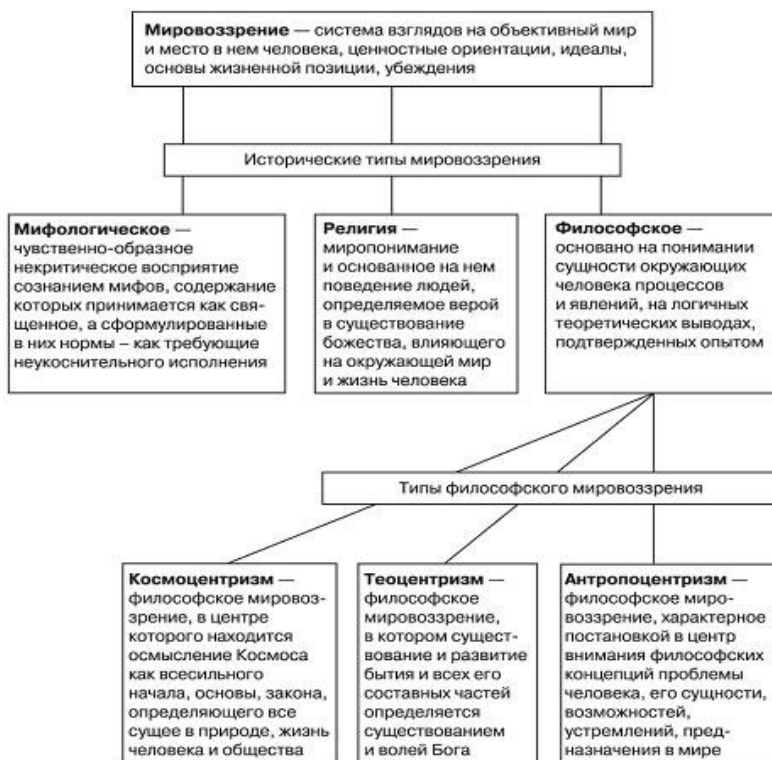 Мировоззрение — система взглядов на объективный мир
и место в нем человека, ценностные ориентации, идеалы,
основы жизненной позиции, убеждения
Исторические типы мировоззрения
Мифологическое —
чувственно-образное
некритическое восприятие
сознанием мифов, содержание
которых принимается как свя-
щенное, а сформулированные
в них нормы – как требующие
неукоснительного исполнения
Религия —
миропонимание
и основанное на нем
поведение людей,
определяемое верой
в существование
божества, влияющего
на окружающей мир
и жизнь человека
Философское —
основано на понимании
сущности окружающих
человека процессов
и явлений, на логичных
теоретических выводах,
подтвержденных опытом
Типы философского мировоззрения
Космоцентризм —
философское мировоз-
зрение, в центре
которого находится
осмысление Космоса
как всесильного
начала, основы, закона,
определяющего все
сущее в природе, жизнь
человека и общества
Теоцентризм —
философское
мировоззрение,
в котором сущест-
вование и развитие
бытия и всех его
составных частей
определяется
существованием
и волей Бога
Антропоцентризм —
философское миро-
воззрение, характерное
постановкой в центр
внимания философских
концепций проблемы
человека, его сущности,
возможностей,
устремлений, пред-
назначения в мире